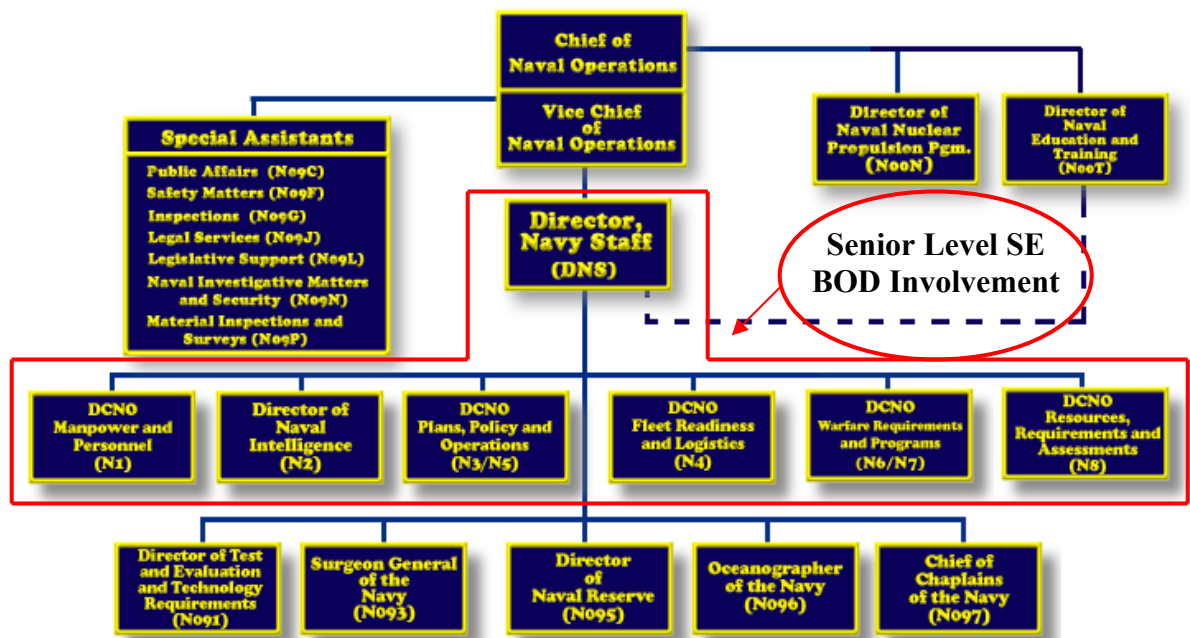 Chief of
Naval Operations
Vice Chief
of
Naval Operations
Special Assistants
Public Affairs (N09C)
Safety Matters (N09F)
Inspections (N09G)
Legal Services (N09J)
Legislative Support (N09L)
Naval Investigative Matters
and Security (N09N)
Material Inspections and
Surveys (N09P)
Director of
Naval Nuclear
Propulsion Pgm.
(N00N)
Director of
Naval
Education and
Training
(N00T)
Director,
Navy Staff
(DNS)
Senior Level SE
BOD Involvement
DCNO
Manpower and
Personnel
(N1)
Director of
Naval
Intelligence
(N2)
DCNO
Plans, Policy and
Operations
(N3/N5)
DCNO
Fleet Readiness
and Logistics
(N4)
DCNO
Warfare Requirements
and Programs
(N6/N7)
DCNO
Resources,
Requirements and
Assessments
(N8)
Director of Test
and Evaluation
and Technology
Requirements
(N091)
Surgeon General
of the
Navy
(N093)
Director
of
Naval Reserve
(N095)
Oceanographer
of the Navy
(N096)
Chief of
Chaplains
of the Navy
(N097)